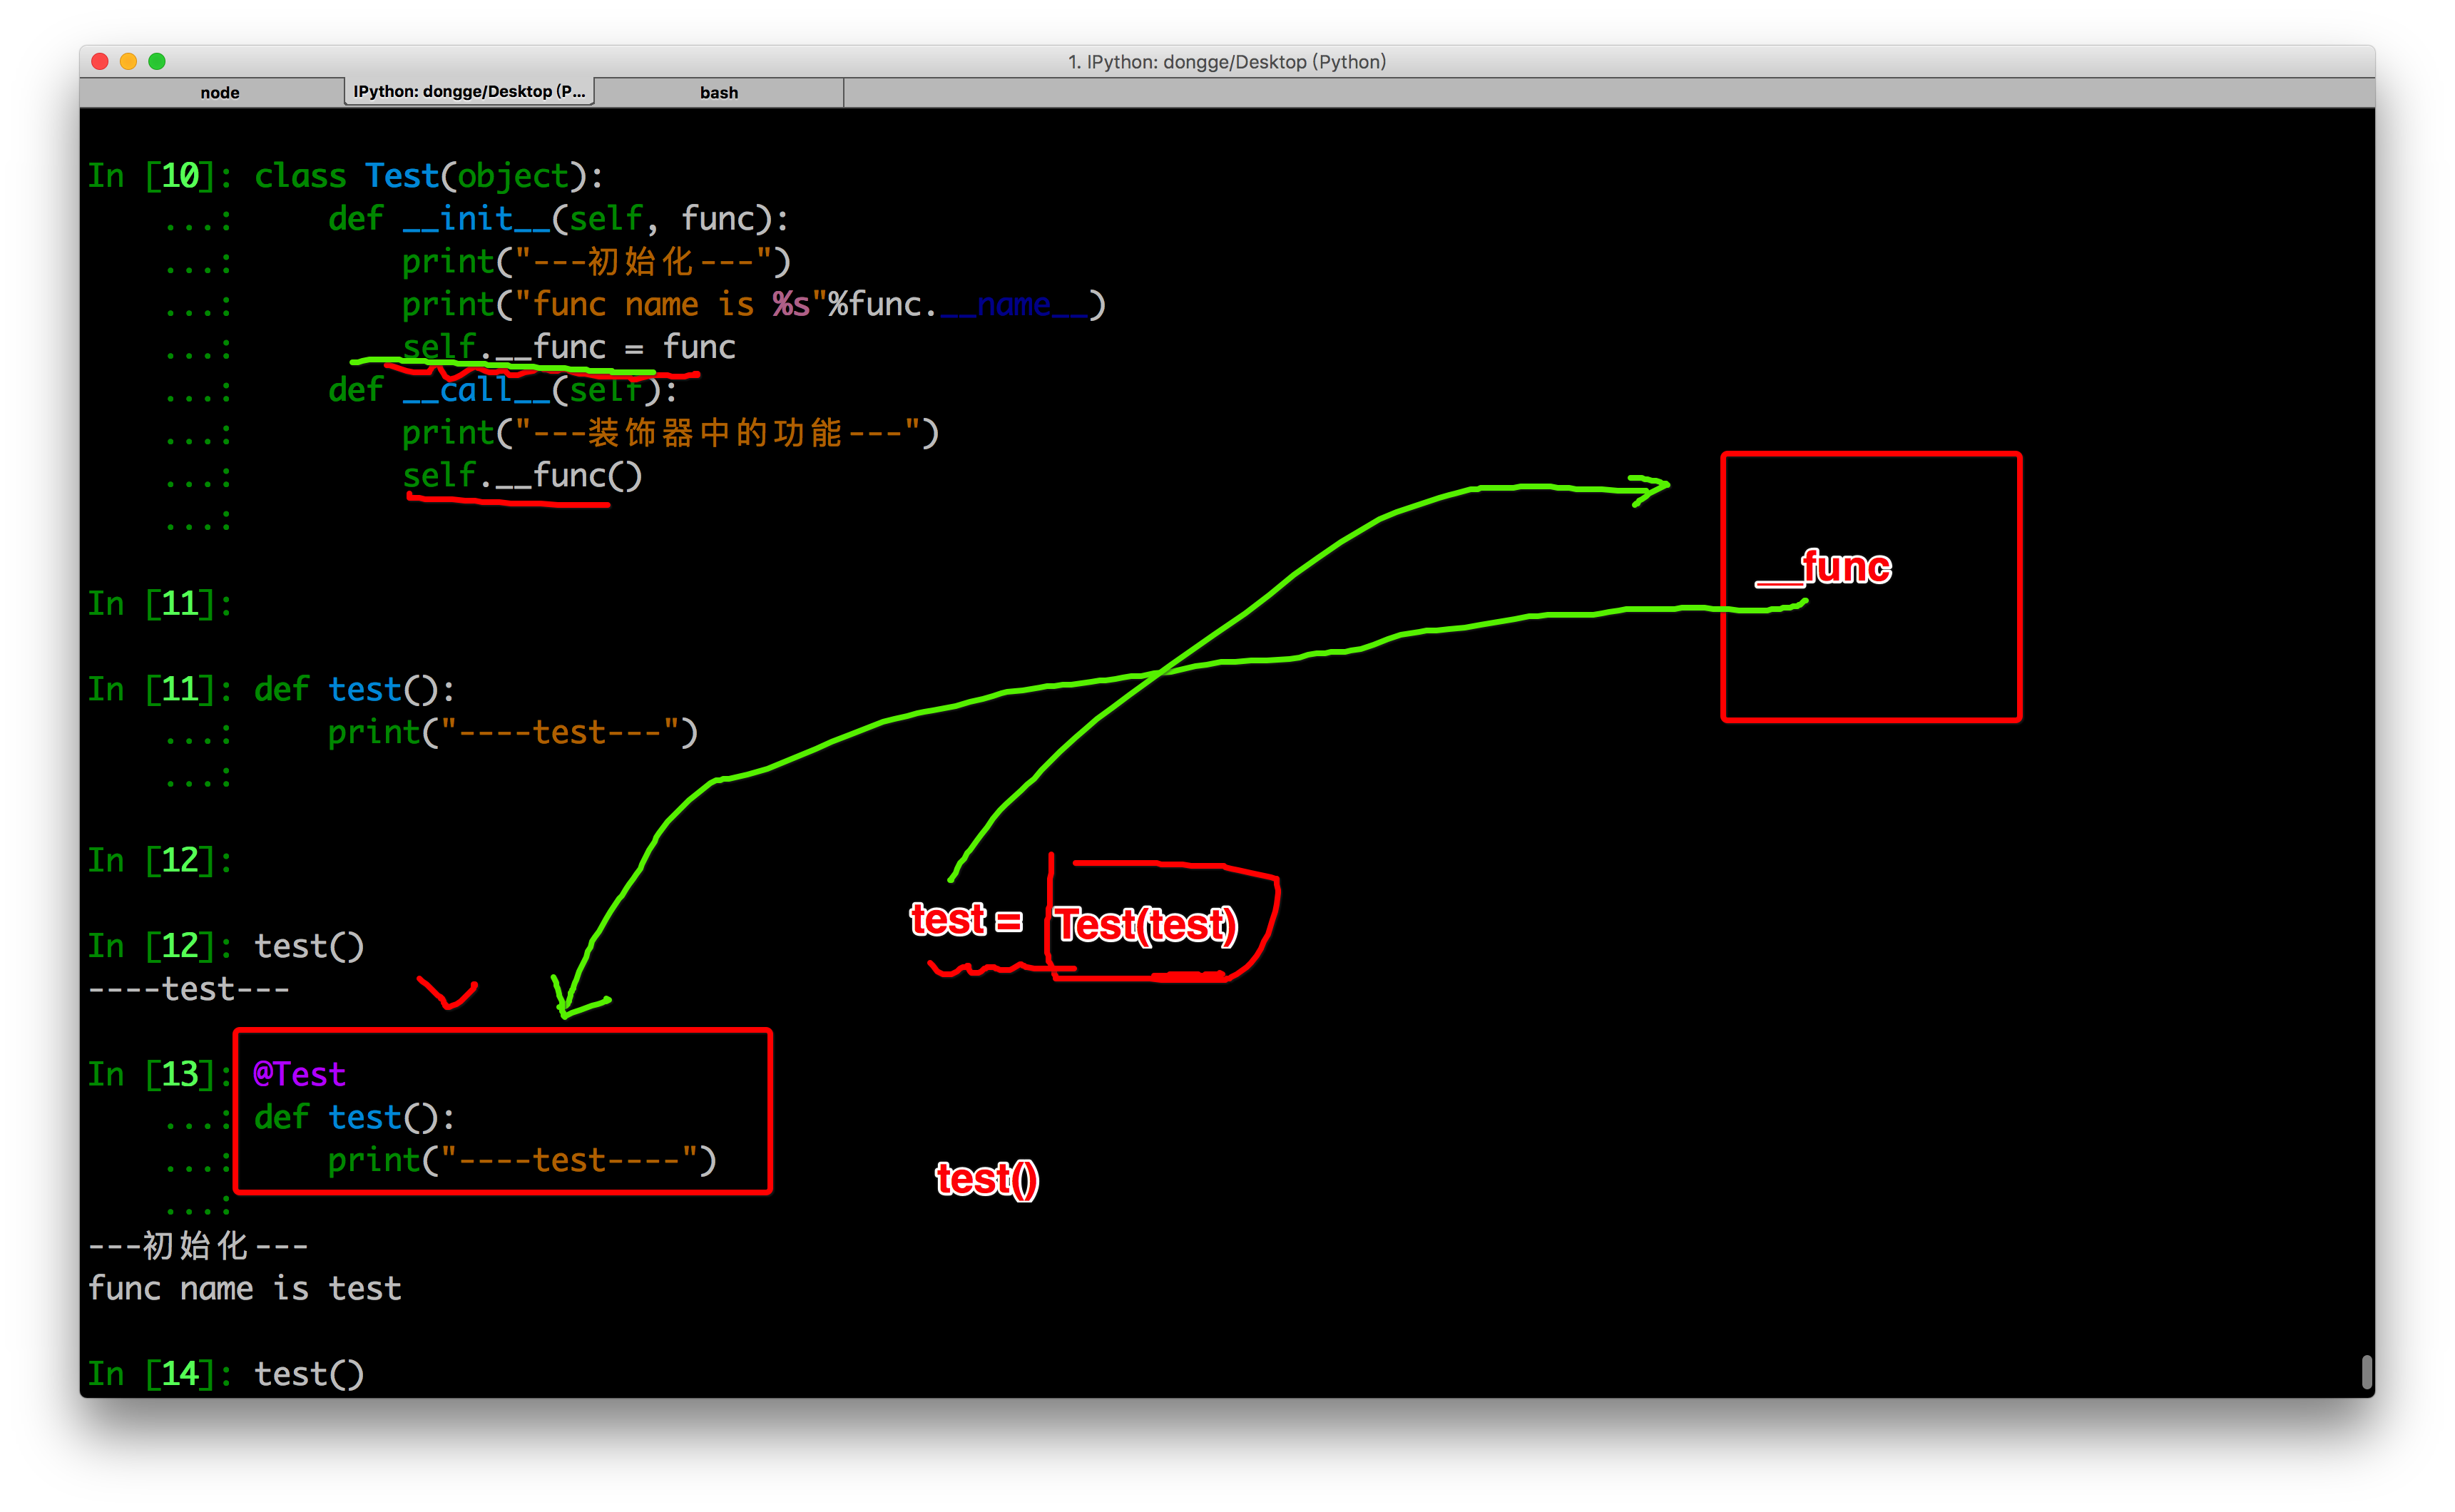 1. IPython: dongge/Desktop (Python)
node
IPython: dongge/Desktop (P...
bash
In [10]: class Test(object):
...: def __init__(self, func):
...: print("---初始化---")
...: print("func name is %s"%func.__name__)
...: self.__func = func
...: def __call__(self):
...: print("---装饰器中的功能---")
...: self.__func()
...:
__func
In [11]:
In [11]: def test():
...: print("----test---")
...:
In [12]:
test = Test(test)
In [12]: test()
----test---
In [13]: @Test
...: def test():
...: print("----test----")
test()
...:
---初始化---
func name is test
In [14]: test()